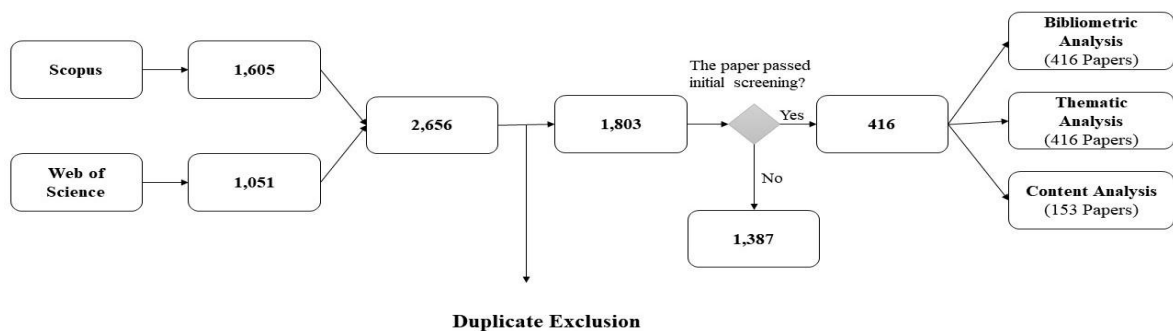 Scopus
1,605
Web of
Science
1,051
2,656
1,803
The paper passed
initial screening?
Yes
No
416
1,387
Bibliometric
Analysis
(416 Papers)
Thematic
Analysis
(416 Papers)
Content Analysis
(153 Papers)
Duplicate Exclusion